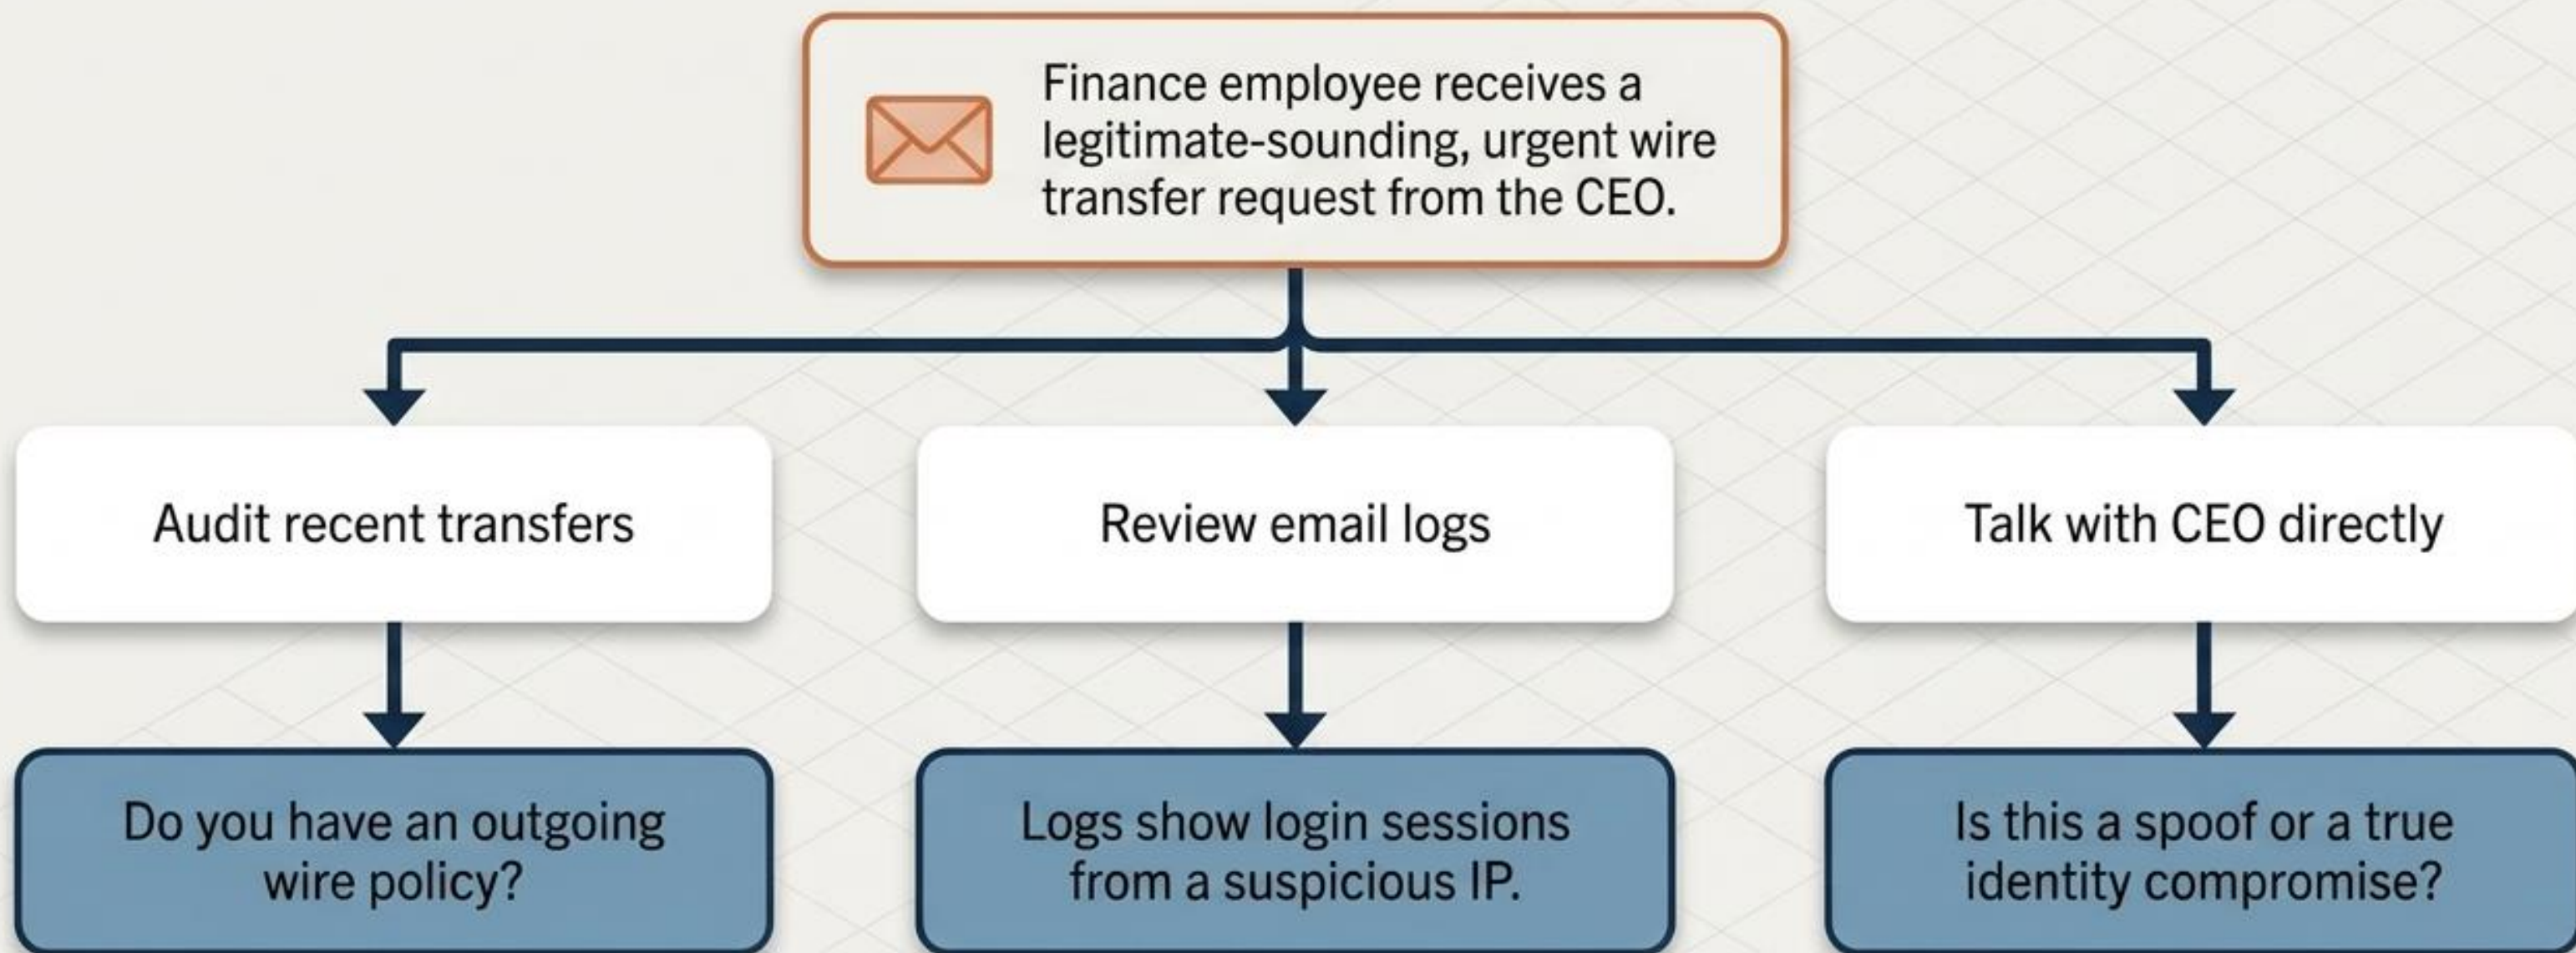 Finance employee receives a
legitimate-sounding, urgent wire
transfer request from the CEO.
Audit recent transfers
Review email logs
Talk with CEO directly
Do you have an outgoing
wire policy?
Logs show login sessions
from a suspicious IP.
Is this a spoof or a true
identity compromise?